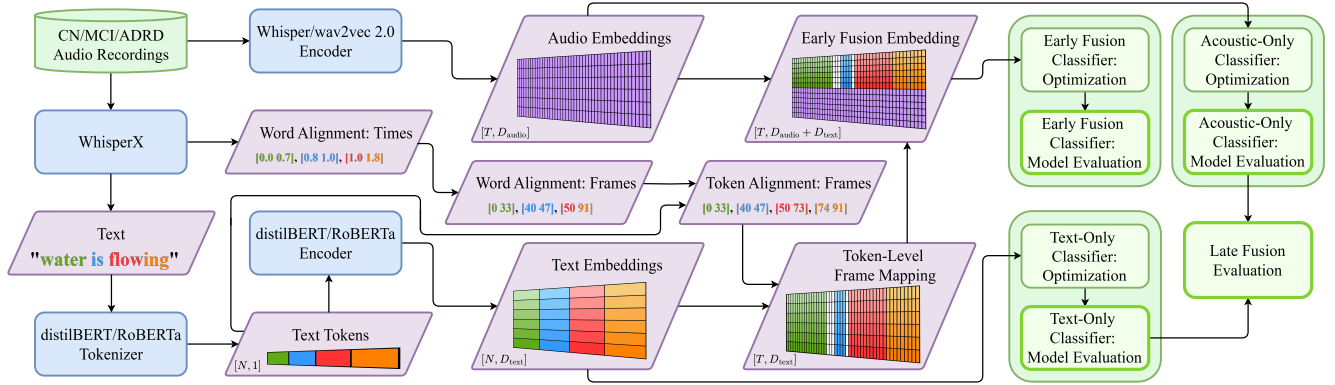 CN/MCI/ADRD
Audio Recordings
Whisper/wav2vec 2.0
Encoder
Audio Embeddings
[T, D_audio]
Early Fusion Embedding
[T, D_audio + D_text]
Early Fusion
Classifier:
Optimization
Early Fusion
Classifier:
Model Evaluation
Acoustic-Only
Classifier:
Optimization
Acoustic-Only
Classifier:
Model Evaluation
WhisperX
Word Alignment: Times
[0.0 0.7], [0.8 1.0], [1.0 1.8]
Word Alignment: Frames
[0 33], [40 47], [50 91]
Token Alignment: Frames
[0 33], [40 47], [50 73], [74 91]
Text
"water is flowing"
distilBERT/RoBERTa
Encoder
Text Embeddings
[N, D_text]
Token-Level
Frame Mapping
[T, D_text]
Text-Only
Classifier:
Optimization
Text-Only
Classifier:
Model Evaluation
Late Fusion
Evaluation
distilBERT/RoBERTa
Tokenizer
Text Tokens
[N, 1]